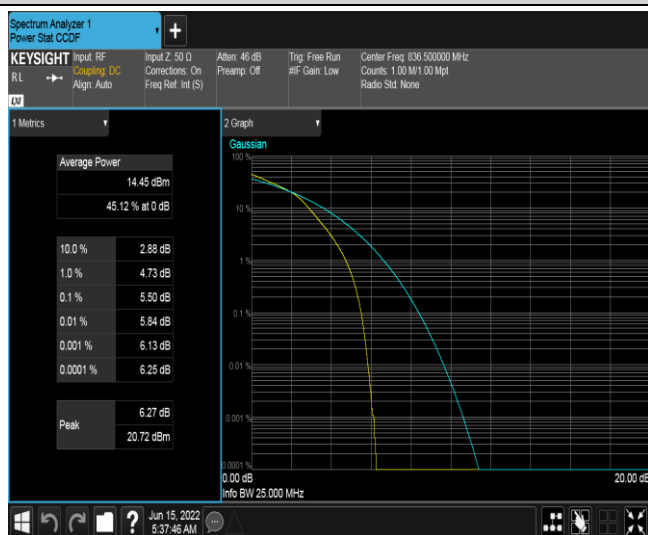 Spectrum Analyzer 1
Power Stat CCDF
+
KEYSIGHT Input: RF Input Z: 50 Ω Atten: 46 dB Trig: Free Run Center Freq: 836.500000 MHz
RL Coupling: DC Corrections: On Preamp: Off #IF Gain: Low Counts: 1.00 M/1.00 Mpt
Align: Auto Freq Ref: Int (S) Radio Std: None
LXI
1 Metrics
Average Power
14.45 dBm
45.12 % at 0 dB
10.0 % 2.88 dB
1.0 % 4.73 dB
0.1 % 5.50 dB
0.01 % 5.84 dB
0.001 % 6.13 dB
0.0001 % 6.25 dB
Peak 6.27 dB
20.72 dBm
2 Graph
Gaussian
100 %
10 %
1 %
0.1 %
0.01 %
0.001 %
0.0001 %
0.00 dB 20.00 dB
Info BW 25.000 MHz
? Jun 15, 2022
5:37:46 AM